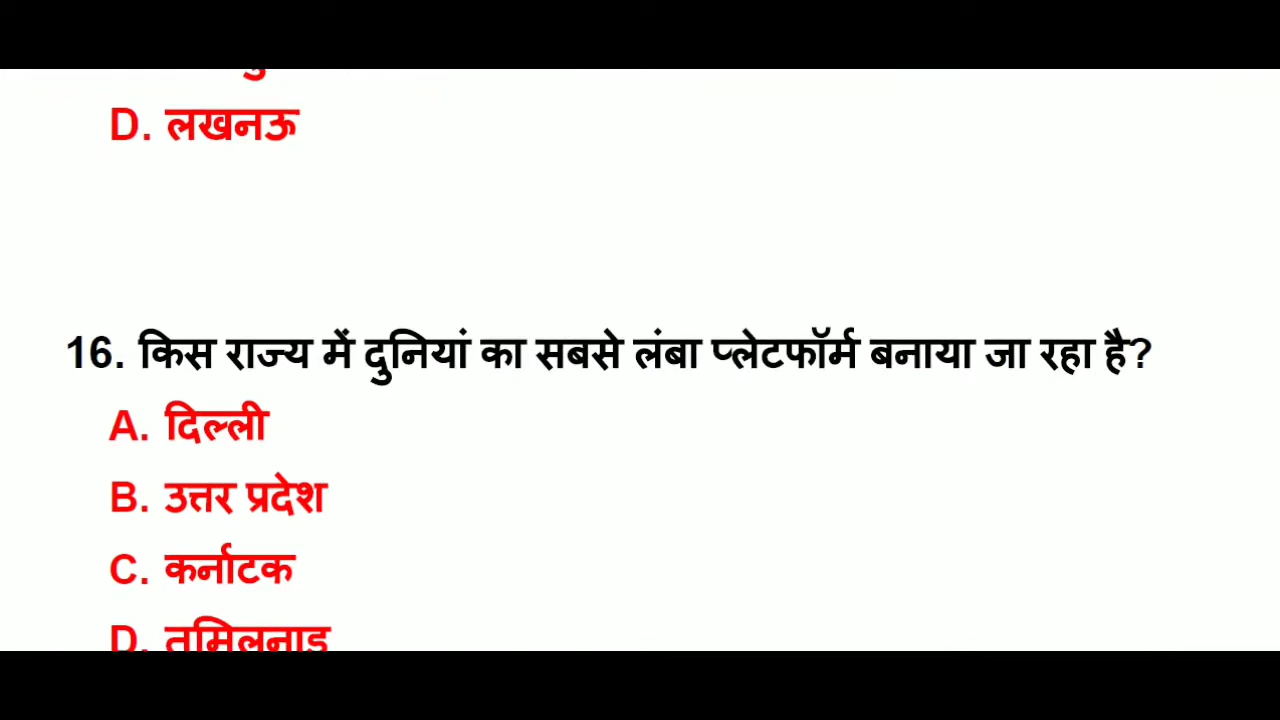 D. लखनऊ
16. किस राज्य में दुनियां का सबसे लंबा प्लेटफॉर्म बनाया जा रहा है?
A. दिल्ली
B. उत्तर प्रदेश
C. कर्नाटक
D. तमिलनाडु